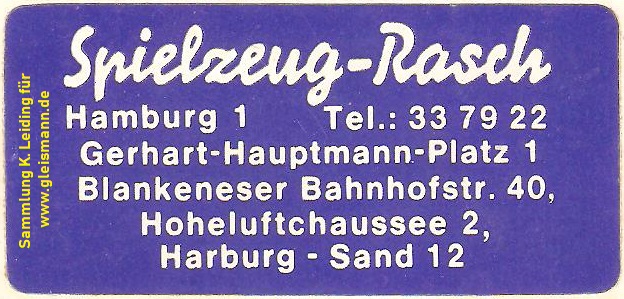 Spielzeug-Rasch
Hamburg 1 Tel.: 33 79 22
Gerhart-Hauptmann-Platz 1
Blankeneser Bahnhofstr. 40,
Hoheluftchaussee 2,
Harburg - Sand 12
Sammlung K. Leiding für
www.gleismann.de